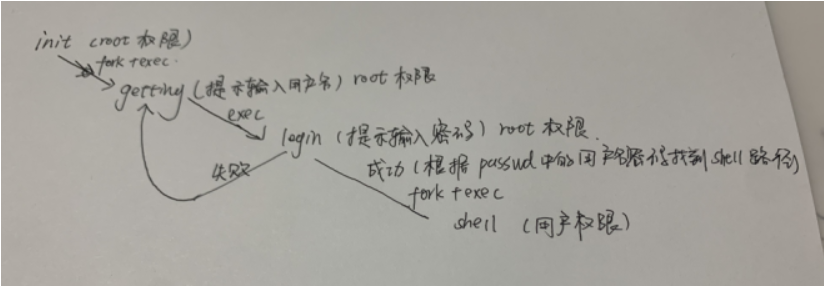 init (root 权限)
fork+exec.
getting (提示输入用户名) root 权限
exec
login (提示输入密码) root 权限.
失败
成功 (根据 passwd 中的用户名密码找到 shell 路径)
fork+exec
shell (用户权限)